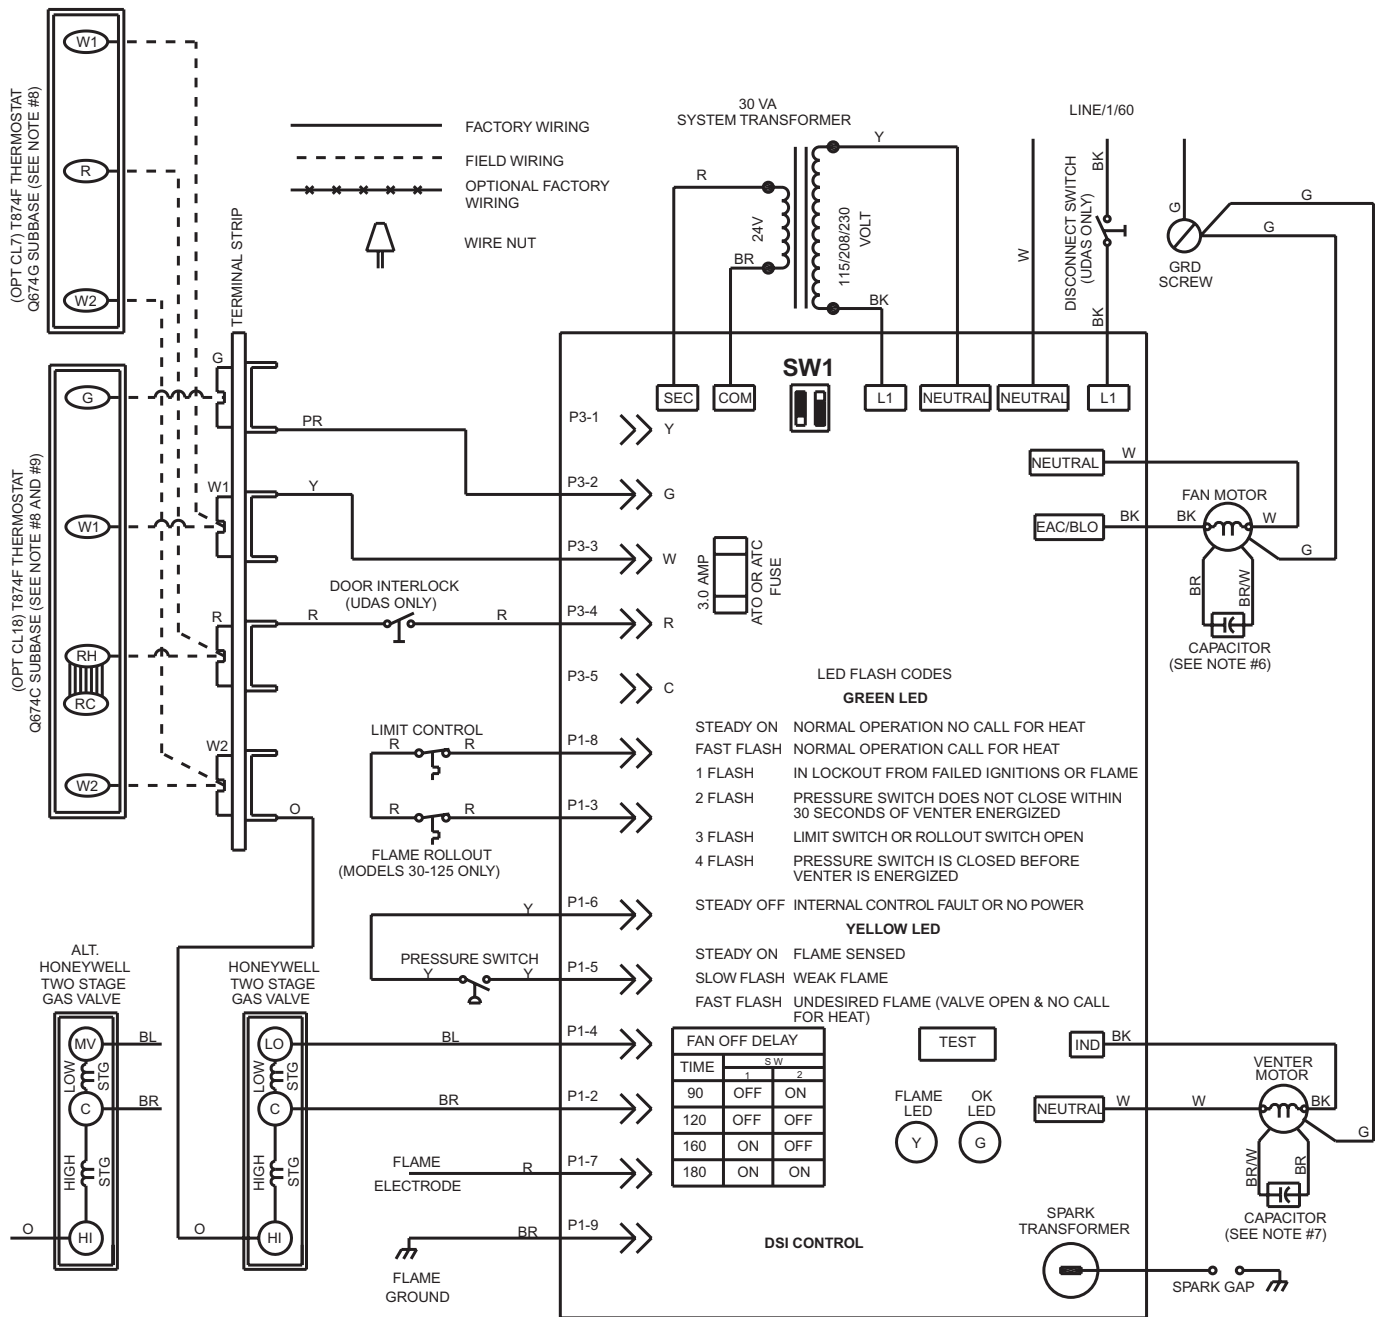 (OPT CL7) T874F THERMOSTAT
Q674G SUBBASE (SEE NOTE #8)
W1
R
W2
(OPT CL18) T874F THERMOSTAT
Q674C SUBBASE (SEE NOTE #8 AND #9)
G
W1
RH
RC
W2
TERMINAL STRIP
G
W1
R
W2
FACTORY WIRING
FIELD WIRING
OPTIONAL FACTORY
WIRING
WIRE NUT
30 VA
SYSTEM TRANSFORMER
R
BR
24V
115/208/230
VOLT
Y
BK
LINE/1/60
W
BK
DISCONNECT SWITCH
(UDAS ONLY)
BK
G
GRD
SCREW
G
G
SEC
COM
SW1
L1
NEUTRAL
NEUTRAL
L1
PR
Y
P3-1
Y
P3-2
G
P3-3
W
P3-4
R
P3-5
C
DOOR INTERLOCK
(UDAS ONLY)
R
R
3.0 AMP
ATO OR ATC
FUSE
NEUTRAL
W
EAC/BLO
BK
BK
FAN MOTOR
W
G
BR
BR/W
CAPACITOR
(SEE NOTE #6)
LIMIT CONTROL
R
R
P1-8
R
R
P1-3
FLAME ROLLOUT
(MODELS 30-125 ONLY)
O
LED FLASH CODES
GREEN LED
STEADY ON NORMAL OPERATION NO CALL FOR HEAT
FAST FLASH NORMAL OPERATION CALL FOR HEAT
1 FLASH IN LOCKOUT FROM FAILED IGNITIONS OR FLAME
2 FLASH PRESSURE SWITCH DOES NOT CLOSE WITHIN
30 SECONDS OF VENTER ENERGIZED
3 FLASH LIMIT SWITCH OR ROLLOUT SWITCH OPEN
4 FLASH PRESSURE SWITCH IS CLOSED BEFORE
VENTER IS ENERGIZED
STEADY OFF INTERNAL CONTROL FAULT OR NO POWER
YELLOW LED
STEADY ON FLAME SENSED
SLOW FLASH WEAK FLAME
FAST FLASH UNDESIRED FLAME (VALVE OPEN & NO CALL
FOR HEAT)
Y
P1-6
PRESSURE SWITCH
Y
Y
P1-5
ALT.
HONEYWELL
TWO STAGE
GAS VALVE
MV
BL
LOW
STG
C
BR
HIGH
STG
HI
O
HONEYWELL
TWO STAGE
GAS VALVE
LO
BL
P1-4
LOW
STG
C
BR
P1-2
HIGH
STG
HI
O
FLAME
ELECTRODE
R
P1-7
BR
P1-9
FLAME
GROUND
FAN OFF DELAY
TIME SW
1 2
90 OFF ON
120 OFF OFF
160 ON OFF
180 ON ON
TEST
FLAME
LED
Y
OK
LED
G
IND
BK
NEUTRAL
W
W
VENTER
MOTOR
BK
G
BR/W
BR
CAPACITOR
(SEE NOTE #7)
DSI CONTROL
SPARK
TRANSFORMER
SPARK GAP